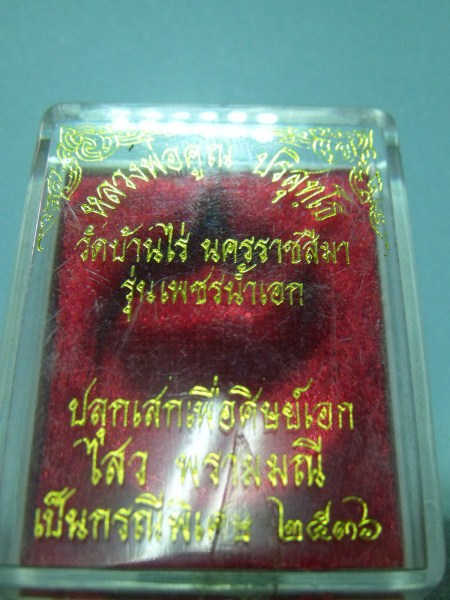 หลวงพ่อคูณ ปริสุทโธ
วัดบ้านไร่ นครราชสีมา
รุ่นเพชรน้ำเอก
ปลุกเสกเพื่อศิษย์เอก
ไสว พราหมณี
เป็นกรณีพิเศษ ๒๕๓๖